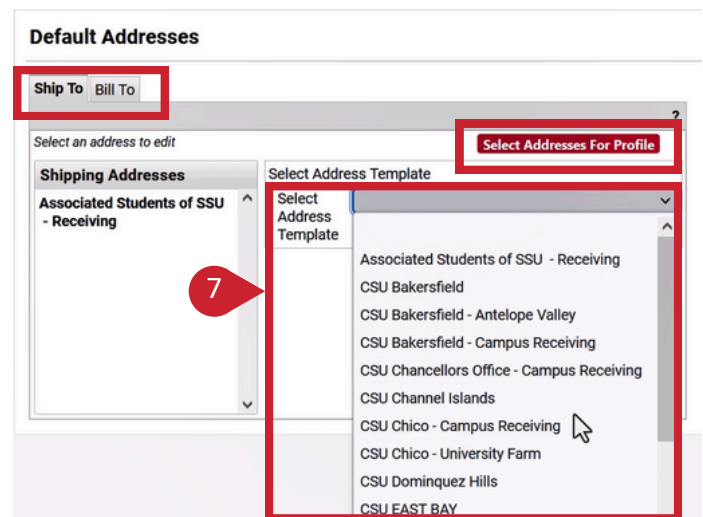 Default Addresses
Ship To Bill To
?
Select an address to edit
Select Addresses For Profile
Shipping Addresses
Select Address Template
Associated Students of SSU
- Receiving
Select
Address
Template
7
Associated Students of SSU - Receiving
CSU Bakersfield
CSU Bakersfield - Antelope Valley
CSU Bakersfield - Campus Receiving
CSU Chancellors Office - Campus Receiving
CSU Channel Islands
CSU Chico - Campus Receiving
CSU Chico - University Farm
CSU Dominquez Hills
CSU EAST BAY